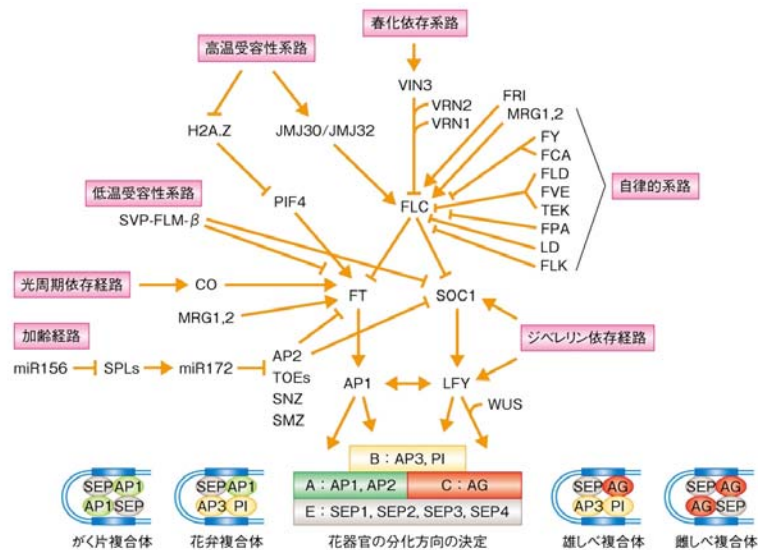 春化依存系路
高温受容性系路
VIN3
VRN2
VRN1
FRI
MRG1,2
FY
FCA
FLD
FVE
TEK
FPA
LD
FLK
自律的系路
H2A.Z
JMJ30/JMJ32
低温受容性系路
SVP-FLM-β
PIF4
FLC
光周期依存経路
CO
FT
SOC1
MRG1,2
加齢経路
ジベレリン依存経路
miR156
SPLs
miR172
AP2
TOEs
SNZ
SMZ
AP1
LFY
WUS
B：AP3, PI
A：AP1, AP2
C：AG
E：SEP1, SEP2, SEP3, SEP4
SEP AP1
AP1 SEP
がく片複合体
SEP AP1
AP3 PI
花弁複合体
花器官の分化方向の決定
SEP AG
AP3 PI
雄しべ複合体
SEP AG
AG SEP
雌しべ複合体